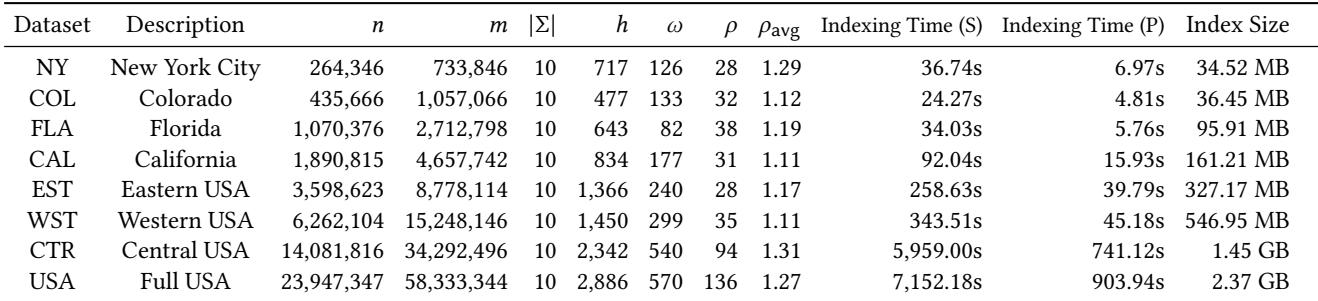 Dataset Description n m |Σ| h ω ρ ρavg Indexing Time (S) Indexing Time (P) Index Size
NY New York City 264,346 733,846 10 717 126 28 1.29 36.74s 6.97s 34.52 MB
COL Colorado 435,666 1,057,066 10 477 133 32 1.12 24.27s 4.81s 36.45 MB
FLA Florida 1,070,376 2,712,798 10 643 82 38 1.19 34.03s 5.76s 95.91 MB
CAL California 1,890,815 4,657,742 10 834 177 31 1.11 92.04s 15.93s 161.21 MB
EST Eastern USA 3,598,623 8,778,114 10 1,366 240 28 1.17 258.63s 39.79s 327.17 MB
WST Western USA 6,262,104 15,248,146 10 1,450 299 35 1.11 343.51s 45.18s 546.95 MB
CTR Central USA 14,081,816 34,292,496 10 2,342 540 94 1.31 5,959.00s 741.12s 1.45 GB
USA Full USA 23,947,347 58,333,344 10 2,886 570 136 1.27 7,152.18s 903.94s 2.37 GB